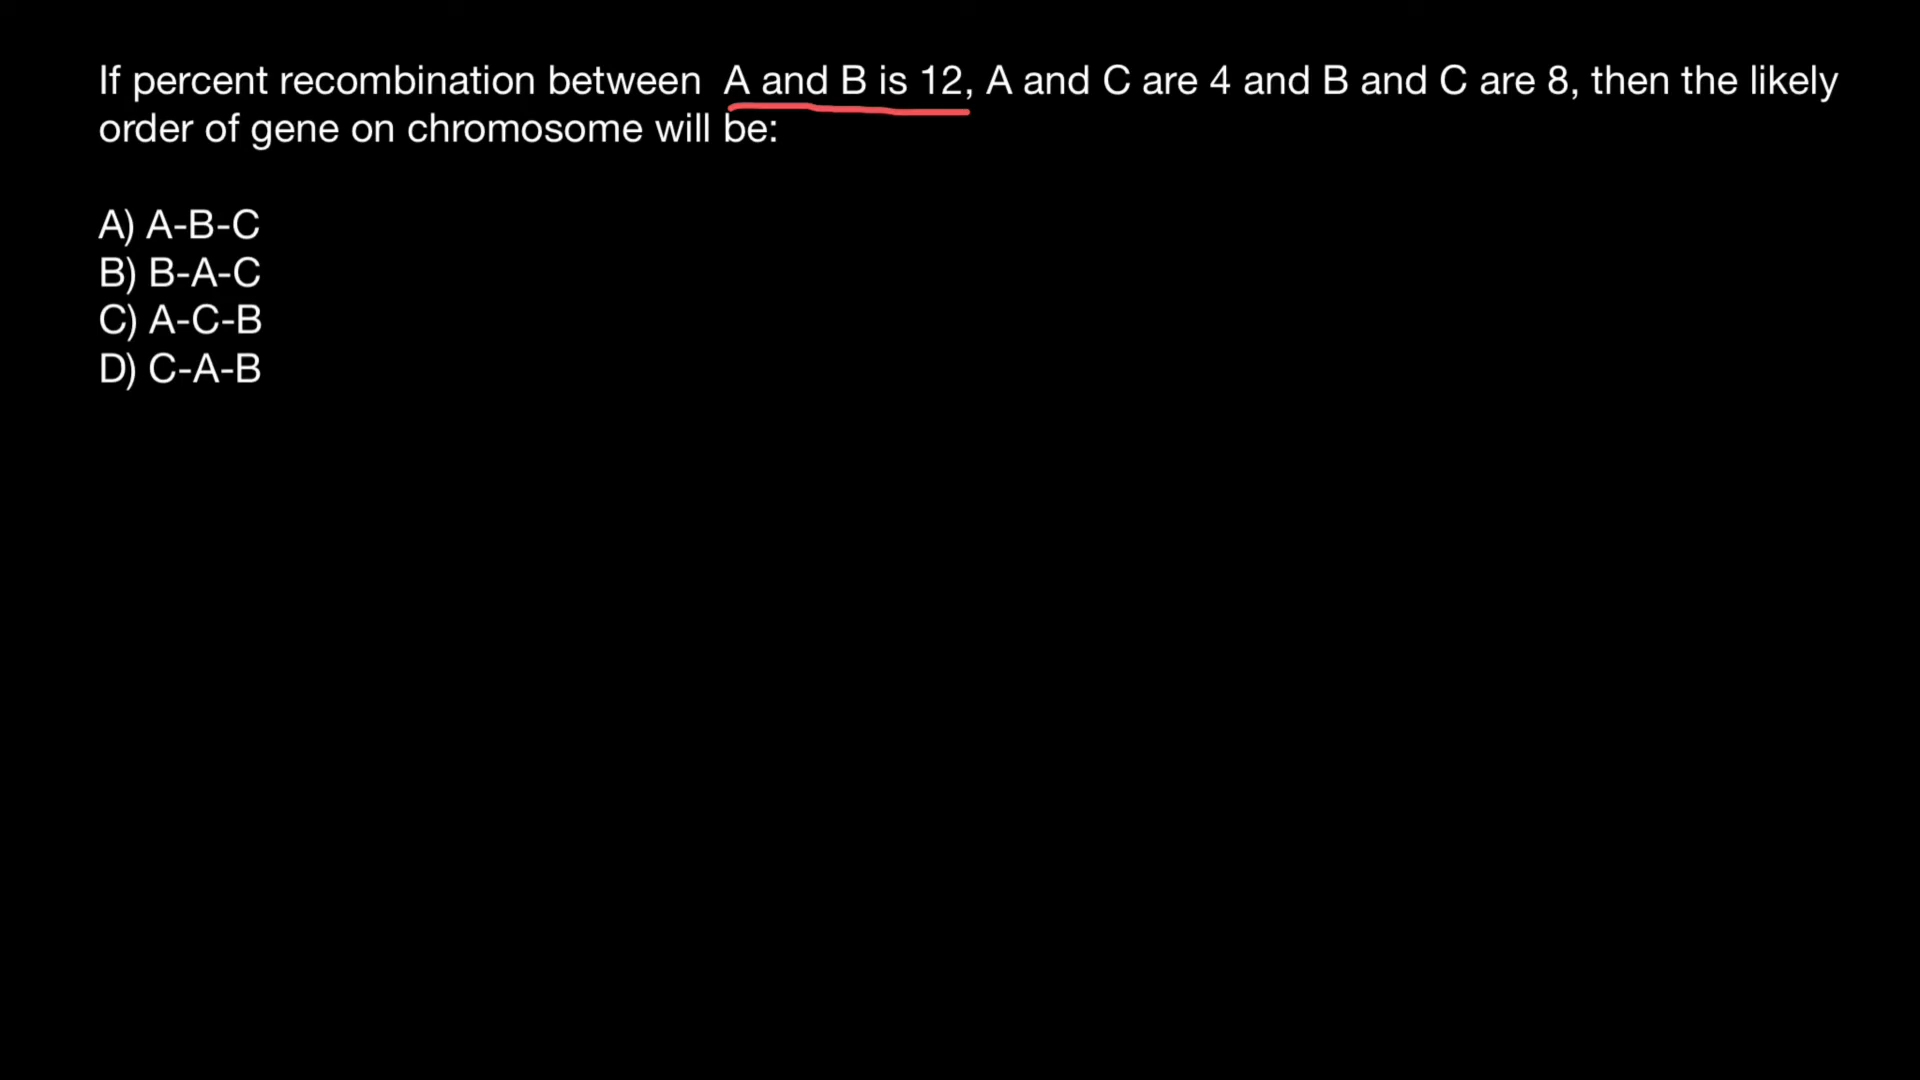 If percent recombination between  A and B is 12, A and C are 4 and B and C are 8, then the likely
order of gene on chromosome will be:
A) A-B-C
B) B-A-C
C) A-C-B
D) C-A-B